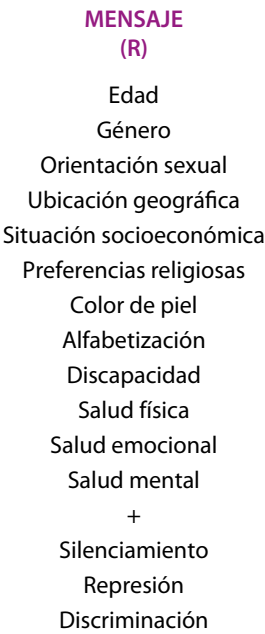 MENSAJE
(R)
Edad
Género
Orientación sexual
Ubicación geográfica
Situación socioeconómica
Preferencias religiosas
Color de piel
Alfabetización
Discapacidad
Salud física
Salud emocional
Salud mental
+
Silenciamiento
Represión
Discriminación